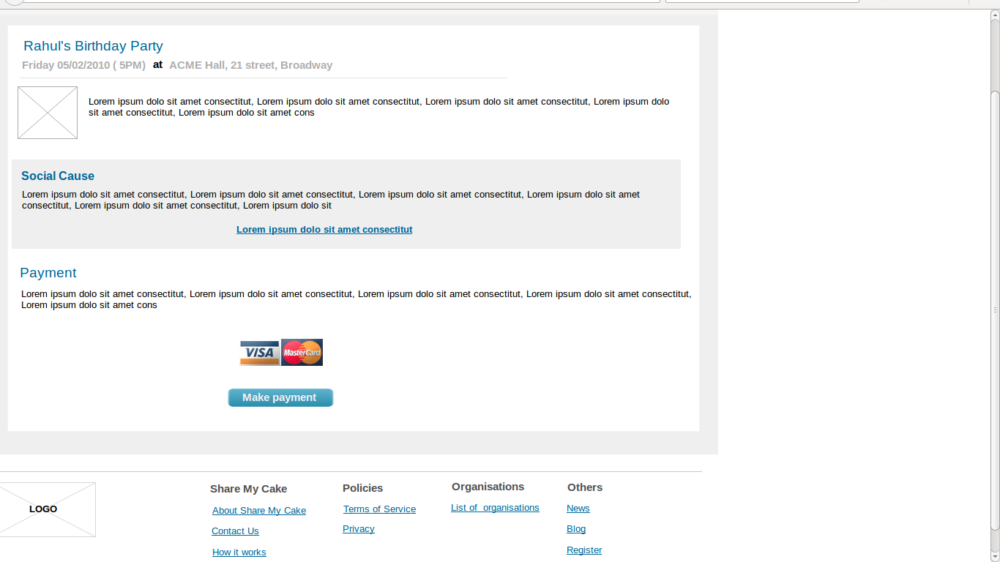 Rahul's Birthday Party
Friday 05/02/2010 ( 5PM) at ACME Hall, 21 street, Broadway
Lorem ipsum dolo sit amet consectitut, Lorem ipsum dolo sit amet consectitut, Lorem ipsum dolo sit amet consectitut, Lorem ipsum dolo
sit amet consectitut, Lorem ipsum dolo sit amet cons
Social Cause
Lorem ipsum dolo sit amet consectitut, Lorem ipsum dolo sit amet consectitut, Lorem ipsum dolo sit amet consectitut, Lorem ipsum dolo sit amet
consectitut, Lorem ipsum dolo sit amet consectitut, Lorem ipsum dolo sit
Lorem ipsum dolo sit amet consectitut
Payment
Lorem ipsum dolo sit amet consectitut, Lorem ipsum dolo sit amet consectitut, Lorem ipsum dolo sit amet consectitut, Lorem ipsum dolo sit amet consectitut,
Lorem ipsum dolo sit amet cons
VISA MasterCard
Make payment
LOGO
Share My Cake
About Share My Cake
Contact Us
How it works
Policies
Terms of Service
Privacy
Organisations
List of  organisations
Others
News
Blog
Register